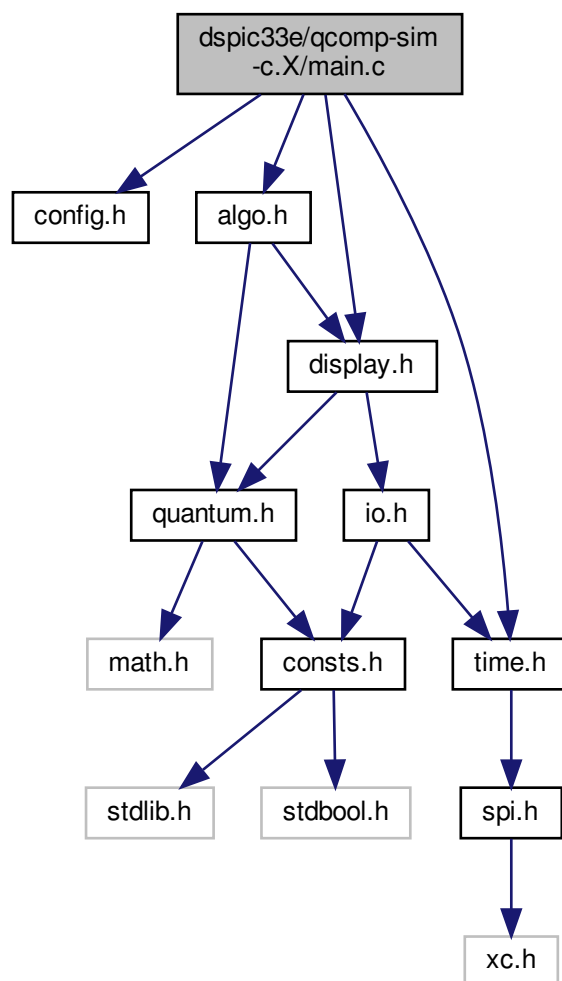 dspic33e/qcomp-sim
-c.X/main.c
config.h
algo.h
display.h
quantum.h
io.h
math.h
consts.h
time.h
stdlib.h
stdbool.h
spi.h
xc.h